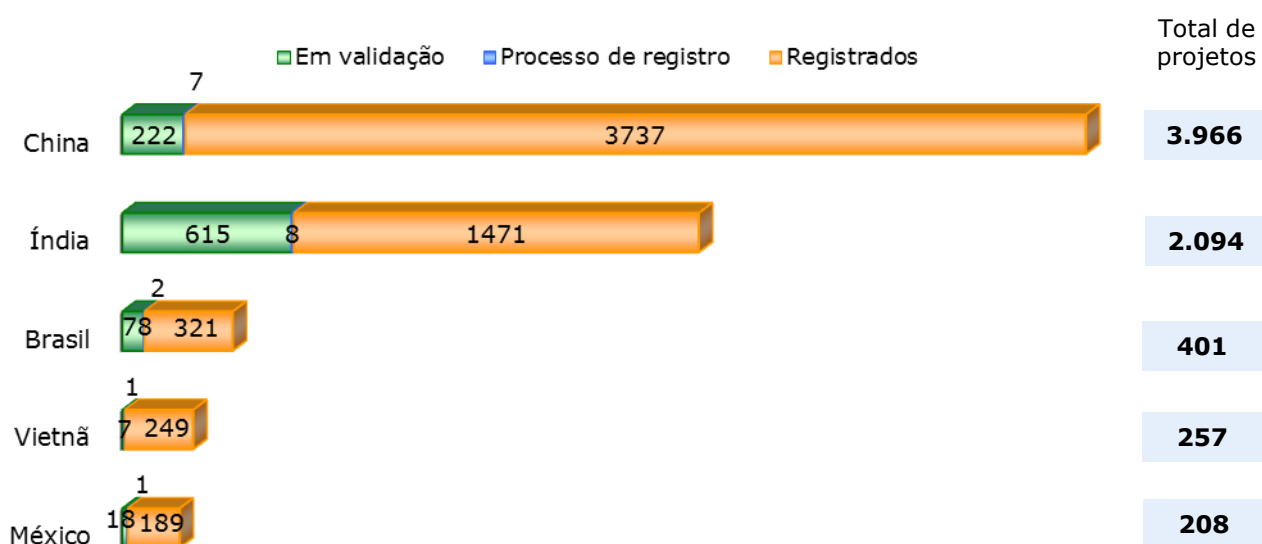 Total de
projetos
Em validação Processo de registro Registrados
7
China 222 3737 3.966
Índia 615 8 1471 2.094
2
Brasil 78 321 401
1
Vietnã 7 249 257
1
México 18 189 208